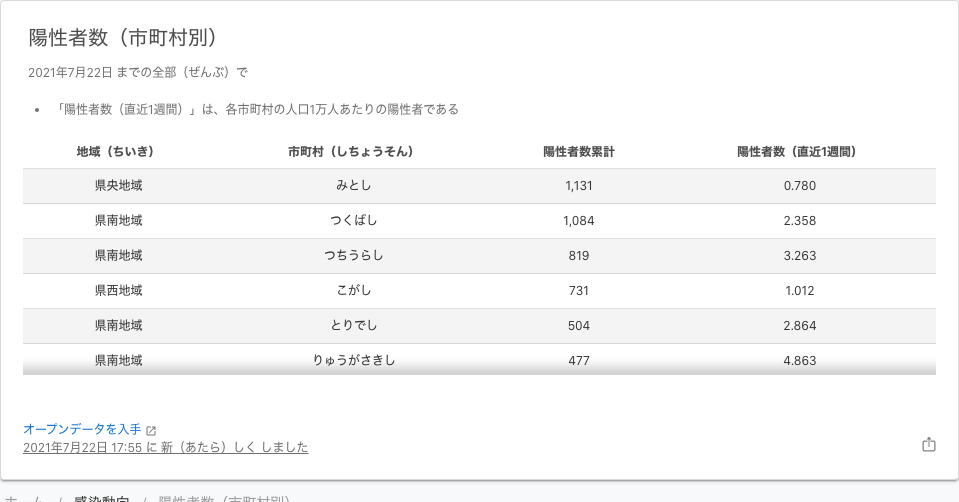 陽性者数（市町村別）
2021年7月22日 までの全部（ぜんぶ）で
• 「陽性者数（直近1週間）」は、各市町村の人口1万人あたりの陽性者である
地域（ちいき） 市町村（しちょうそん） 陽性者数累計 陽性者数（直近1週間）
県央地域 みとし 1,131 0.780
県南地域 つくばし 1,084 2.358
県南地域 つちうらし 819 3.263
県西地域 こがし 731 1.012
県南地域 とりでし 504 2.864
県南地域 りゅうがさきし 477 4.863
オープンデータを入手
2021年7月22日 17:55 に 新（あたら）しく しました
ホーム / 感染動向 / 陽性者数（市町村別）